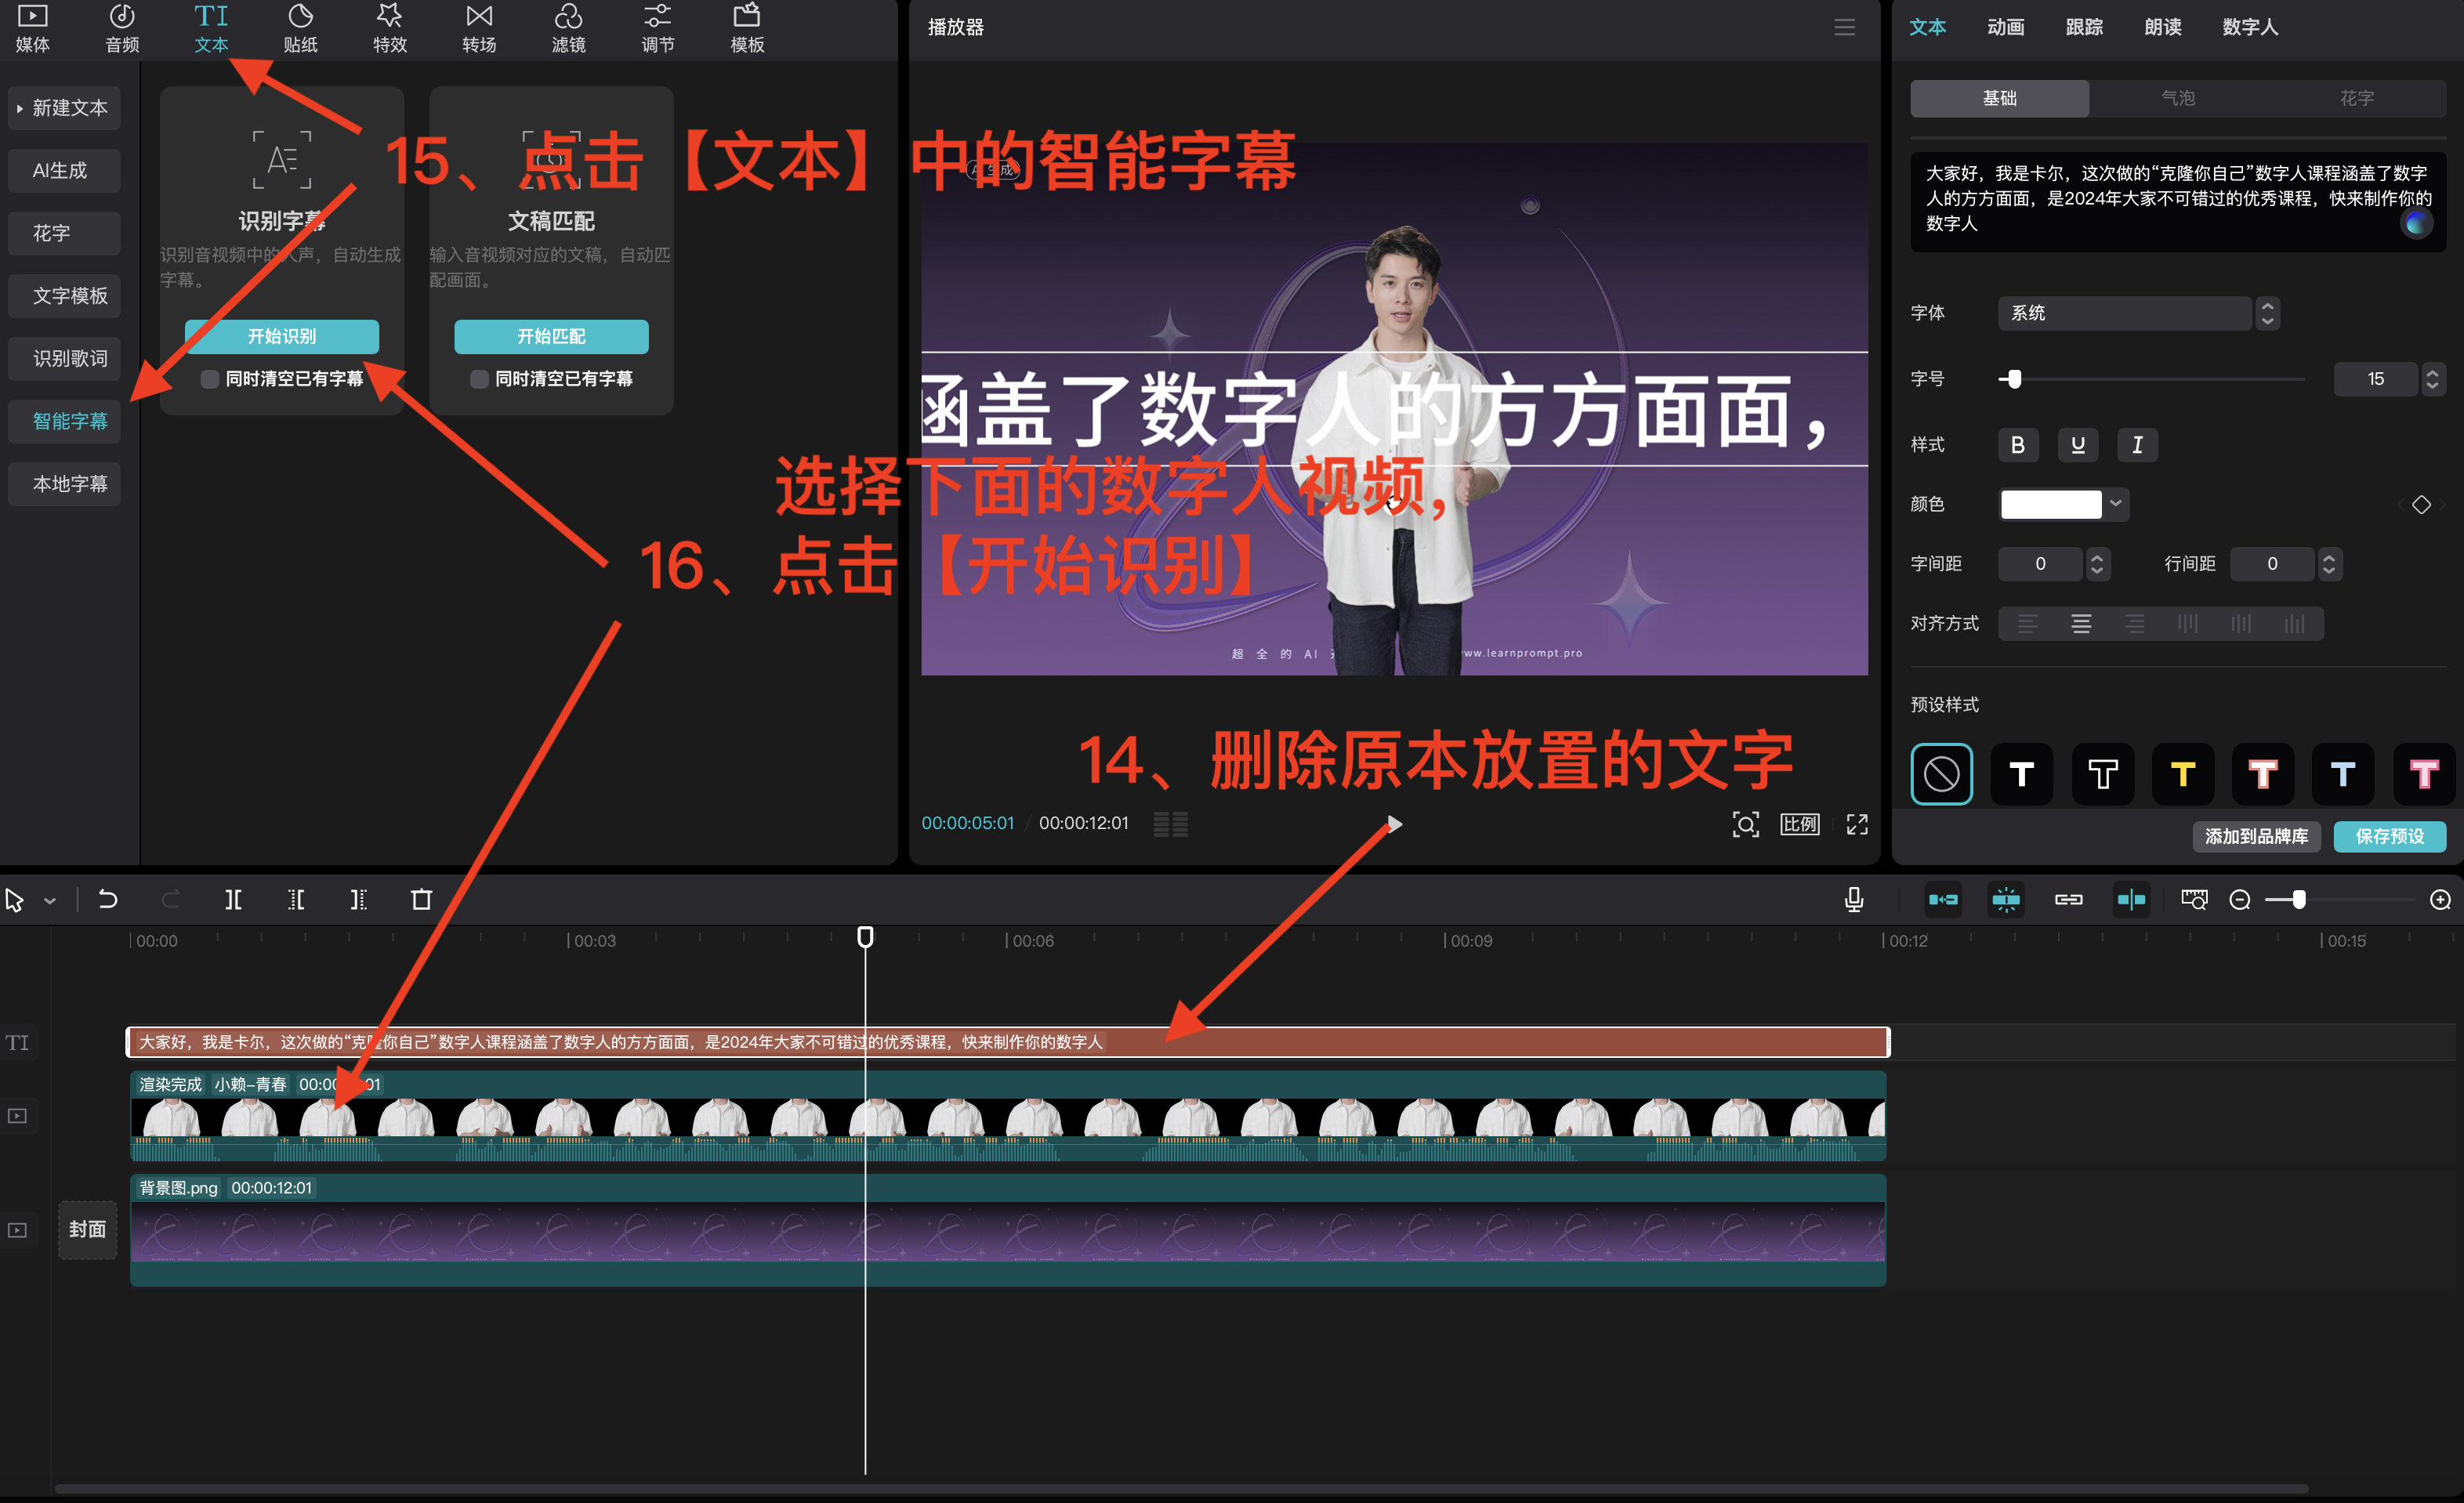 媒体
音频
文本
贴纸
特效
转场
滤镜
调节
模板
新建文本
AI生成
花字
文字模板
识别歌词
智能字幕
本地字幕
识别字幕
识别音视频中的人声，自动生成
字幕。
开始识别
同时清空已有字幕
文稿匹配
输入音视频对应的文稿，自动匹
配画面。
开始匹配
同时清空已有字幕
15、点击【文本】中的智能字幕
选择下面的数字人视频，
16、点击【开始识别】
14、删除原本放置的文字
播放器
涵盖了数字人的方方面面，
超 全 的 AI
www.learnprompt.pro
00:00:05:01 / 00:00:12:01
比例
文本
动画
跟踪
朗读
数字人
基础
气泡
花字
大家好，我是卡尔，这次做的“克隆你自己”数字人课程涵盖了数字
人的方方面面，是2024年大家不可错过的优秀课程，快来制作你的
数字人
字体
系统
字号
15
样式
B U I
颜色
字间距
0
行间距
0
对齐方式
预设样式
T T T T T T
添加到品牌库
保存预设
00:00
00:03
00:06
00:09
00:12
00:15
TI
大家好，我是卡尔，这次做的“克隆你自己”数字人课程涵盖了数字人的方方面面，是2024年大家不可错过的优秀课程，快来制作你的数字人
渲染完成 小赖-青春
背景图.png 00:00:12:01
封面